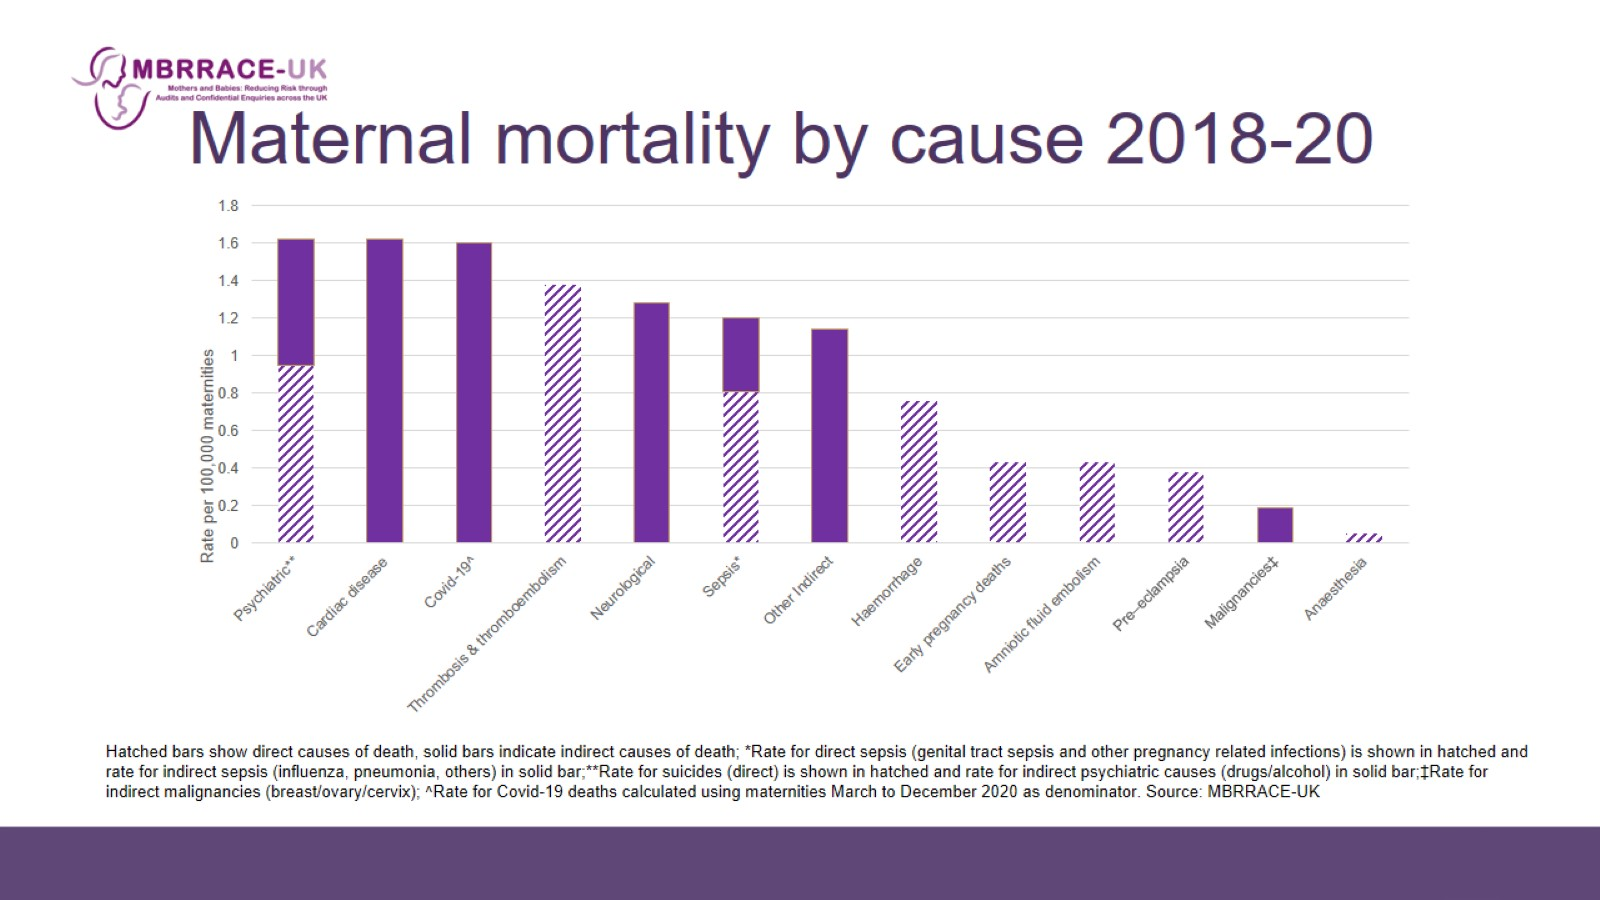 MBRRACE-UK
Mothers and Babies: Reducing Risk through
Audits and Confidential Enquiries across the UK
Maternal mortality by cause 2018-20
Rate per 100,000 maternities
1.8
1.6
1.4
1.2
1
0.8
0.6
0.4
0.2
0
Psychiatric**
Cardiac disease
Covid-19^
Thrombosis & thromboembolism
Neurological
Sepsis*
Other Indirect
Haemorrhage
Early pregnancy deaths
Amniotic fluid embolism
Pre–eclampsia
Malignancies‡
Anaesthesia
Hatched bars show direct causes of death, solid bars indicate indirect causes of death; *Rate for direct sepsis (genital tract sepsis and other pregnancy related infections) is shown in hatched and
rate for indirect sepsis (influenza, pneumonia, others) in solid bar;**Rate for suicides (direct) is shown in hatched and rate for indirect psychiatric causes (drugs/alcohol) in solid bar;‡Rate for
indirect malignancies (breast/ovary/cervix); ^Rate for Covid-19 deaths calculated using maternities March to December 2020 as denominator. Source: MBRRACE-UK